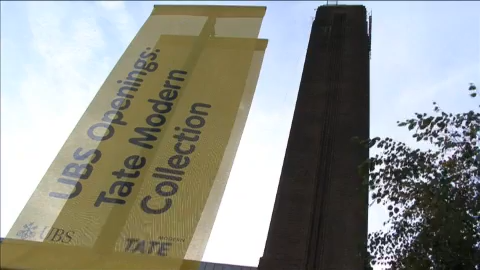 UBS Openings:
Tate Modern
Collection
UBS
TATE